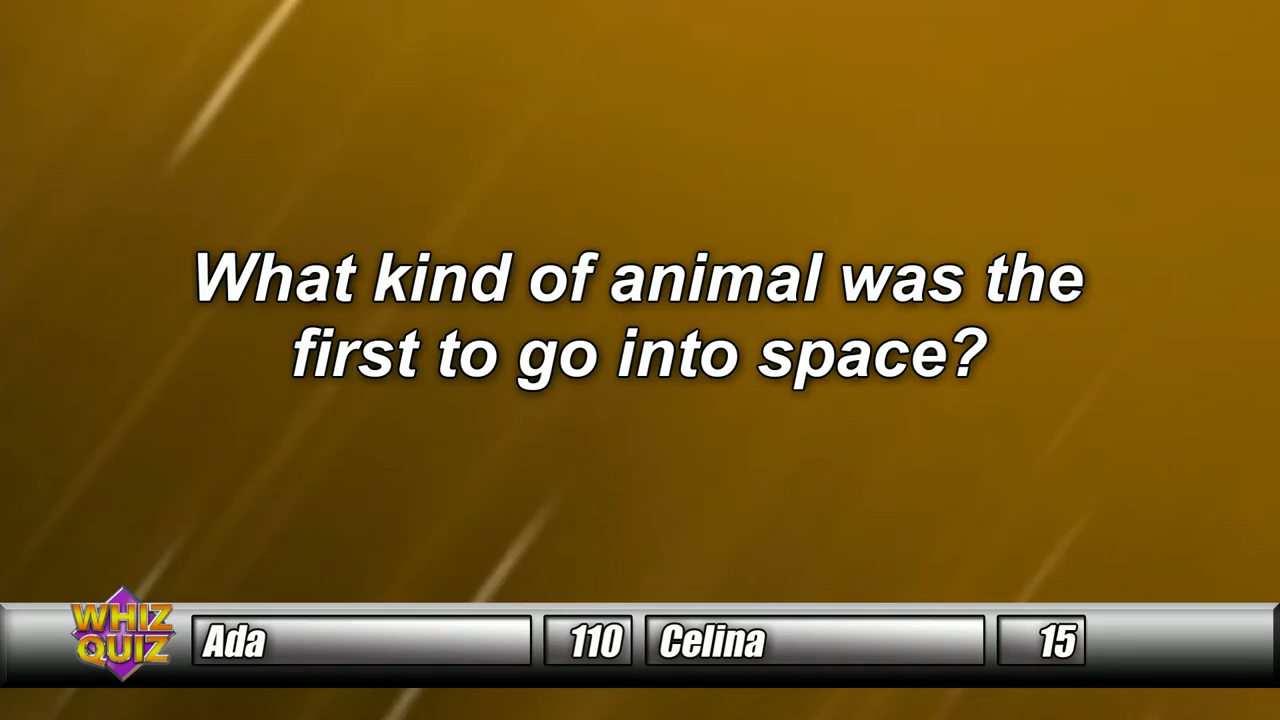 What kind of animal was the
first to go into space?
WHIZ
QUIZ
Ada 110 Celina 15